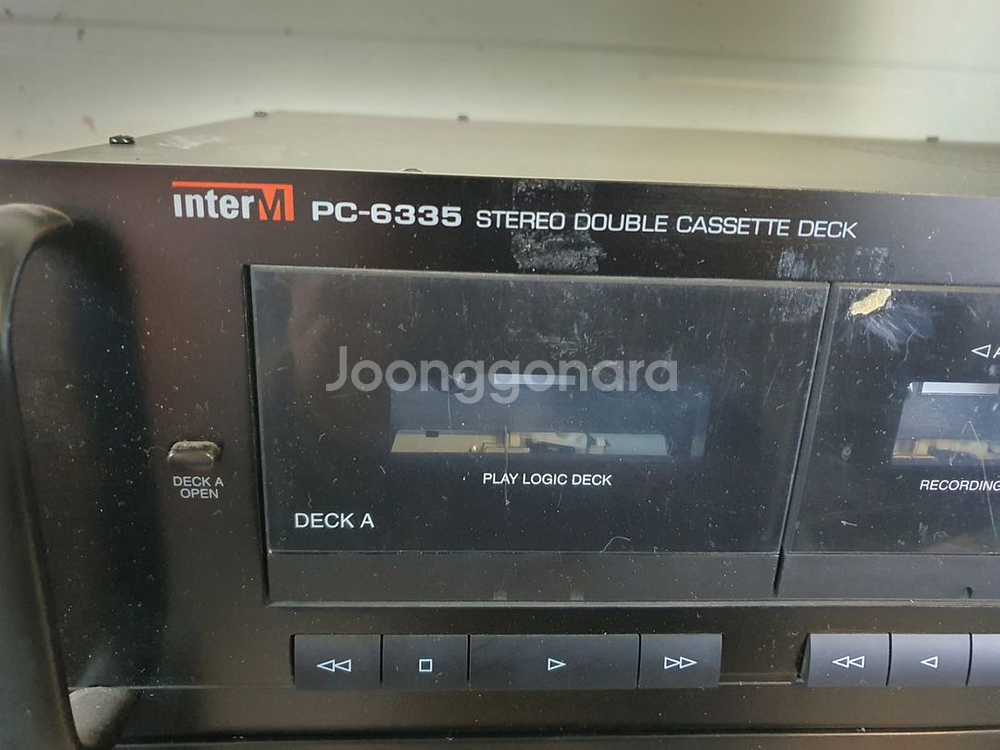 interM PC-6335 STEREO DOUBLE CASSETTE DECK
Joonggonara
PLAY LOGIC DECK
DECK A
OPEN
DECK A
RECORDING